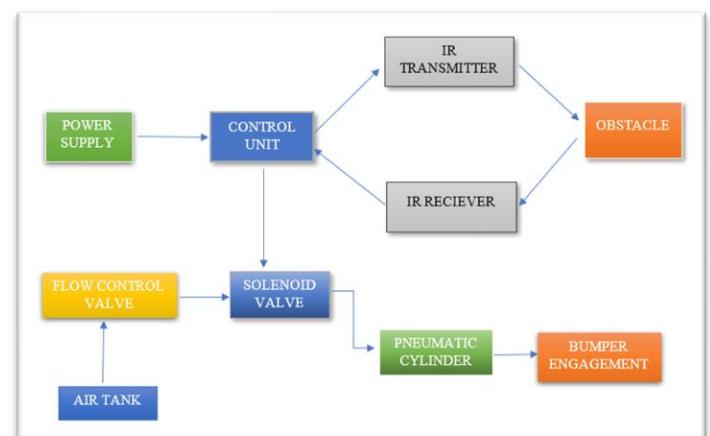 IR
TRANSMITTER
POWER
SUPPLY
CONTROL
UNIT
OBSTACLE
IR RECIEVER
FLOW CONTROL
VALVE
SOLENOID
VALVE
PNEUMATIC
CYLINDER
BUMPER
ENGAGEMENT
AIR TANK